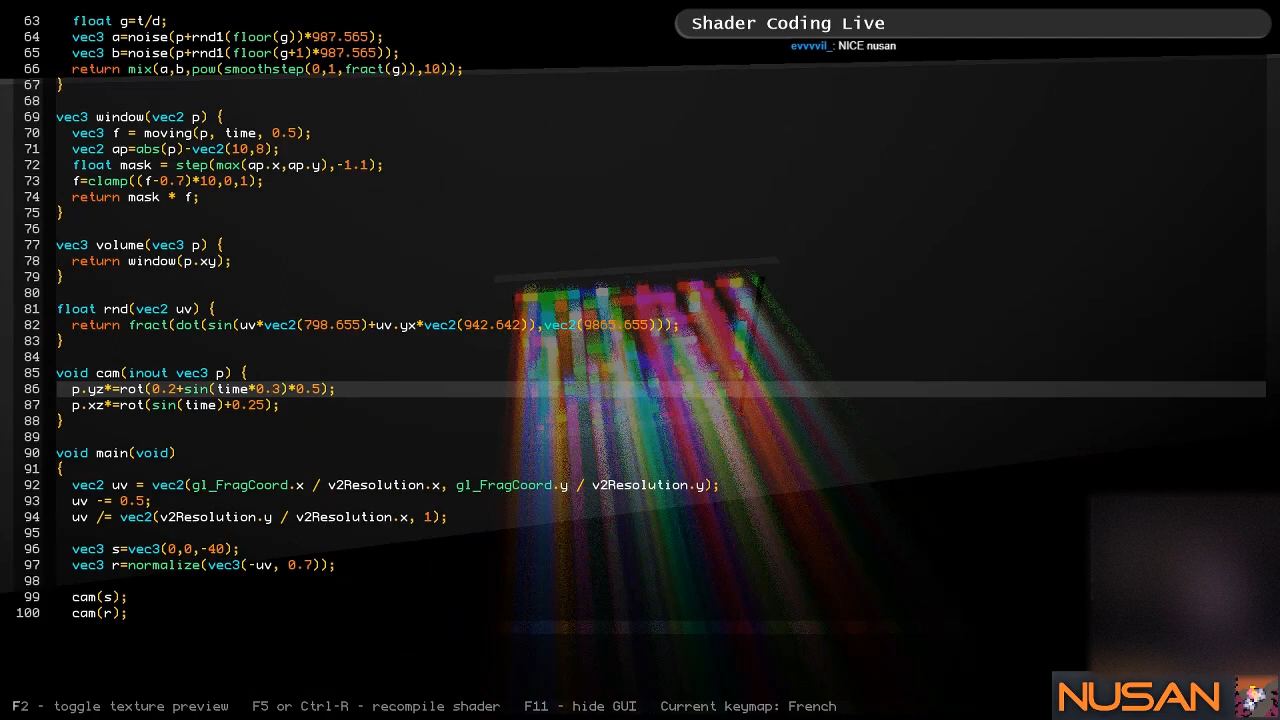 Shader Coding Live
evvvvil_: NICE nusan
63 float g=t/d;
64 vec3 a=noise(p+rnd1(floor(g))*987.565);
65 vec3 b=noise(p+rnd1(floor(g+1)*987.565));
66 return mix(a,b,pow(smoothstep(0,1,fract(g)),10));
67 }
68
69 vec3 window(vec2 p) {
70 vec3 f = moving(p, time, 0.5);
71 vec2 ap=abs(p)-vec2(10,8);
72 float mask = step(max(ap.x,ap.y),-1.1);
73 f=clamp((f-0.7)*10,0,1);
74 return mask * f;
75 }
76
77 vec3 volume(vec3 p) {
78 return window(p.xy);
79 }
80
81 float rnd(vec2 uv) {
82 return fract(dot(sin(uv*vec2(798.655)+uv.yx*vec2(942.642)),vec2(9865.655)));
83 }
84
85 void cam(inout vec3 p) {
86 p.yz*=rot(0.2+sin(time*0.3)*0.5);
87 p.xz*=rot(sin(time)+0.25);
88 }
89
90 void main(void)
91 {
92 vec2 uv = vec2(gl_FragCoord.x / v2Resolution.x, gl_FragCoord.y / v2Resolution.y);
93 uv -= 0.5;
94 uv /= vec2(v2Resolution.y / v2Resolution.x, 1);
95
96 vec3 s=vec3(0,0,-40);
97 vec3 r=normalize(vec3(-uv, 0.7));
98
99 cam(s);
100 cam(r);
F2 - toggle texture preview F5 or Ctrl-R - recompile shader F11 - hide GUI Current keymap: French
NUSAN